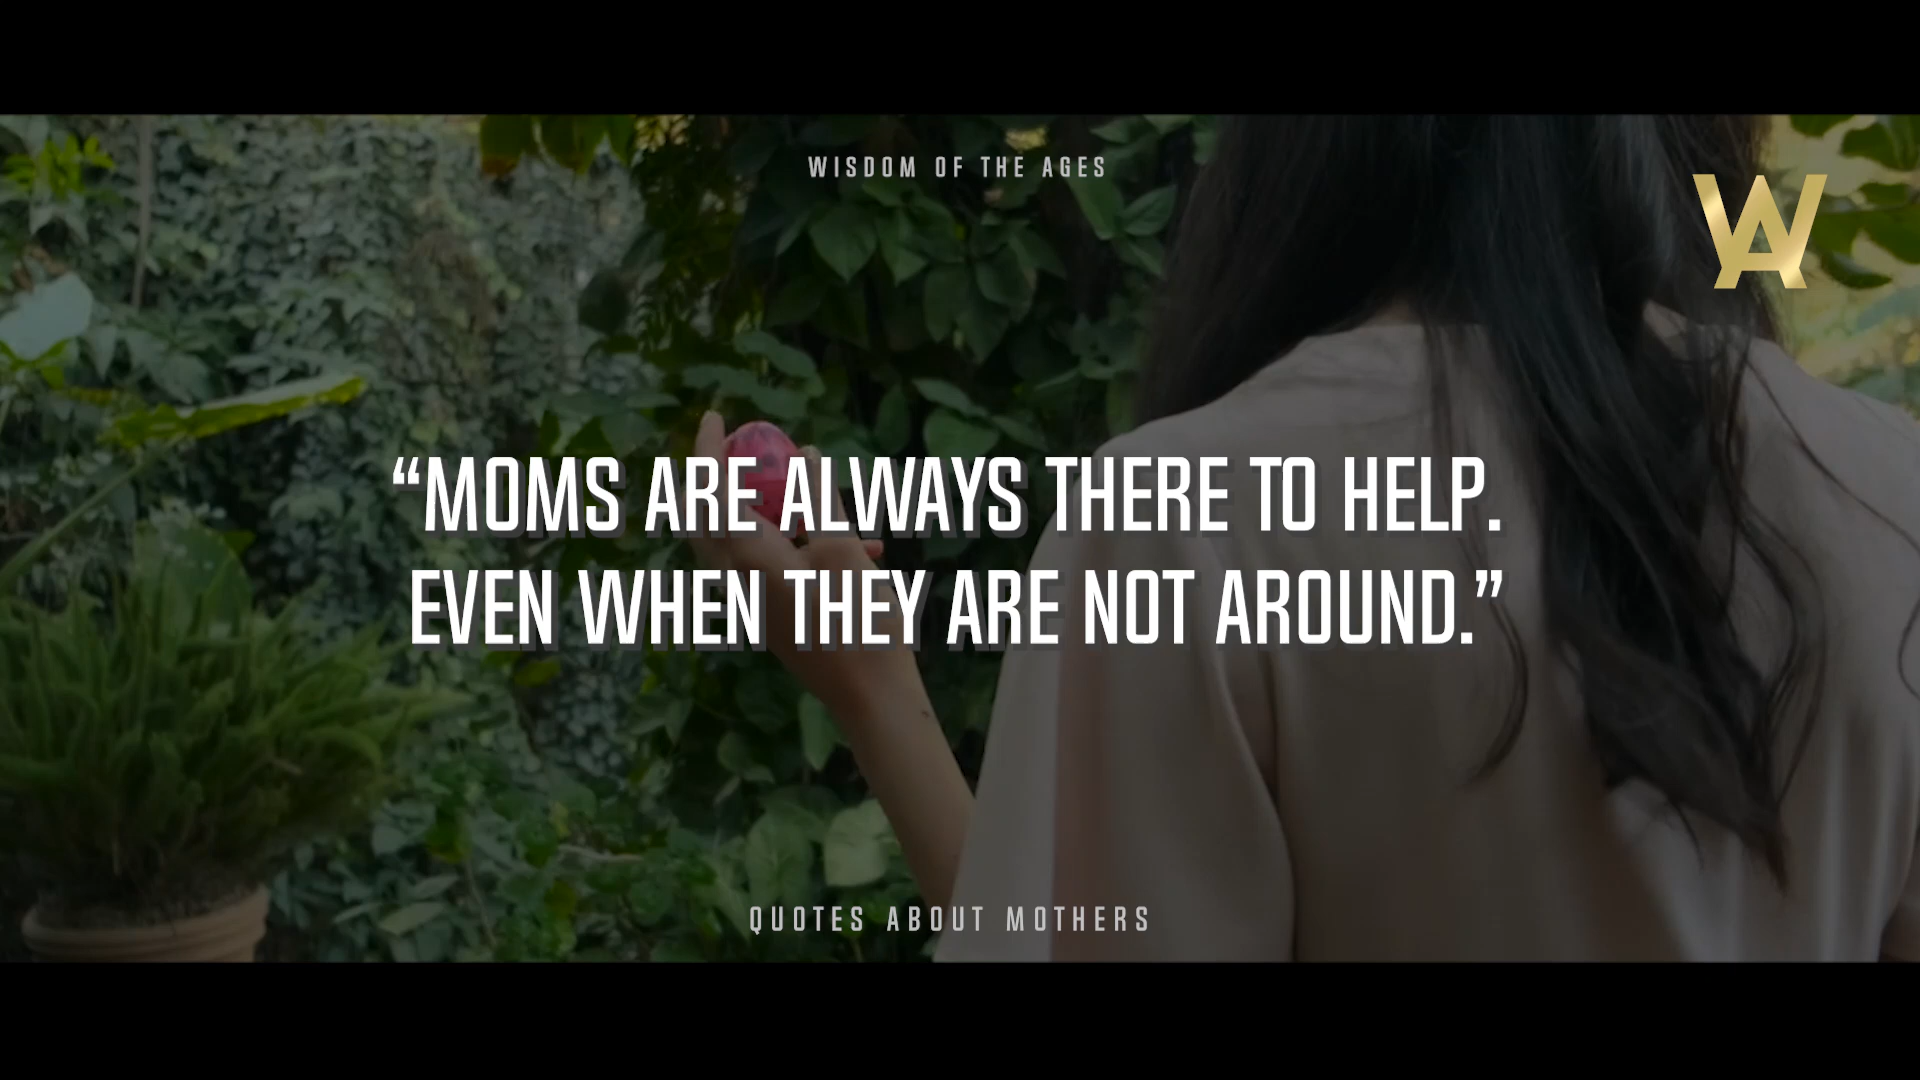 WISDOM OF THE AGES
WA
“MOMS ARE ALWAYS THERE TO HELP.
EVEN WHEN THEY ARE NOT AROUND.”
QUOTES ABOUT MOTHERS